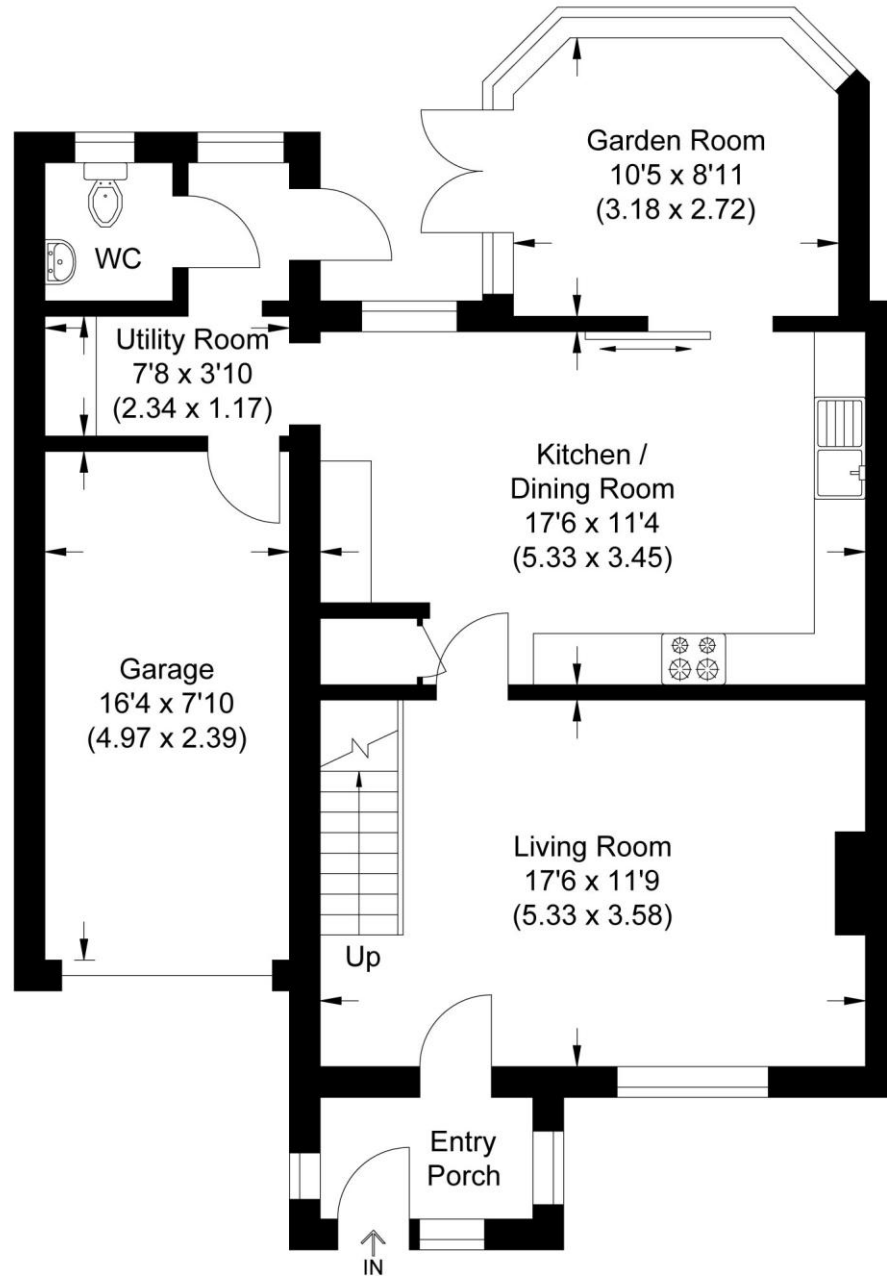 Garden Room
10'5 x 8'11
(3.18 x 2.72)
WC
Utility Room
7'8 x 3'10
(2.34 x 1.17)
Kitchen /
Dining Room
17'6 x 11'4
(5.33 x 3.45)
Garage
16'4 x 7'10
(4.97 x 2.39)
Living Room
17'6 x 11'9
(5.33 x 3.58)
Up
Entry
Porch
IN